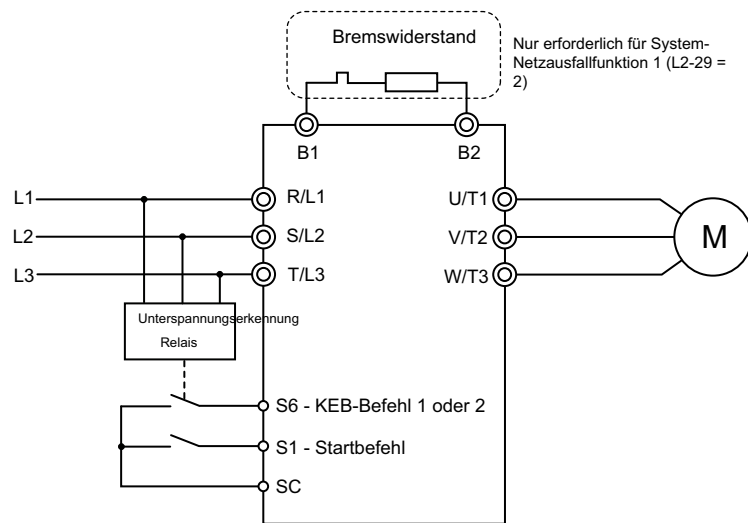 Bremswiderstand
Nur erforderlich für System-
Netzausfallfunktion 1 (L2-29 =
2)
B1
B2
L1
R/L1
U/T1
L2
S/L2
V/T2
M
L3
T/L3
W/T3
Unterspannungserkennung
Relais
S6 - KEB-Befehl 1 oder 2
S1 - Startbefehl
SC